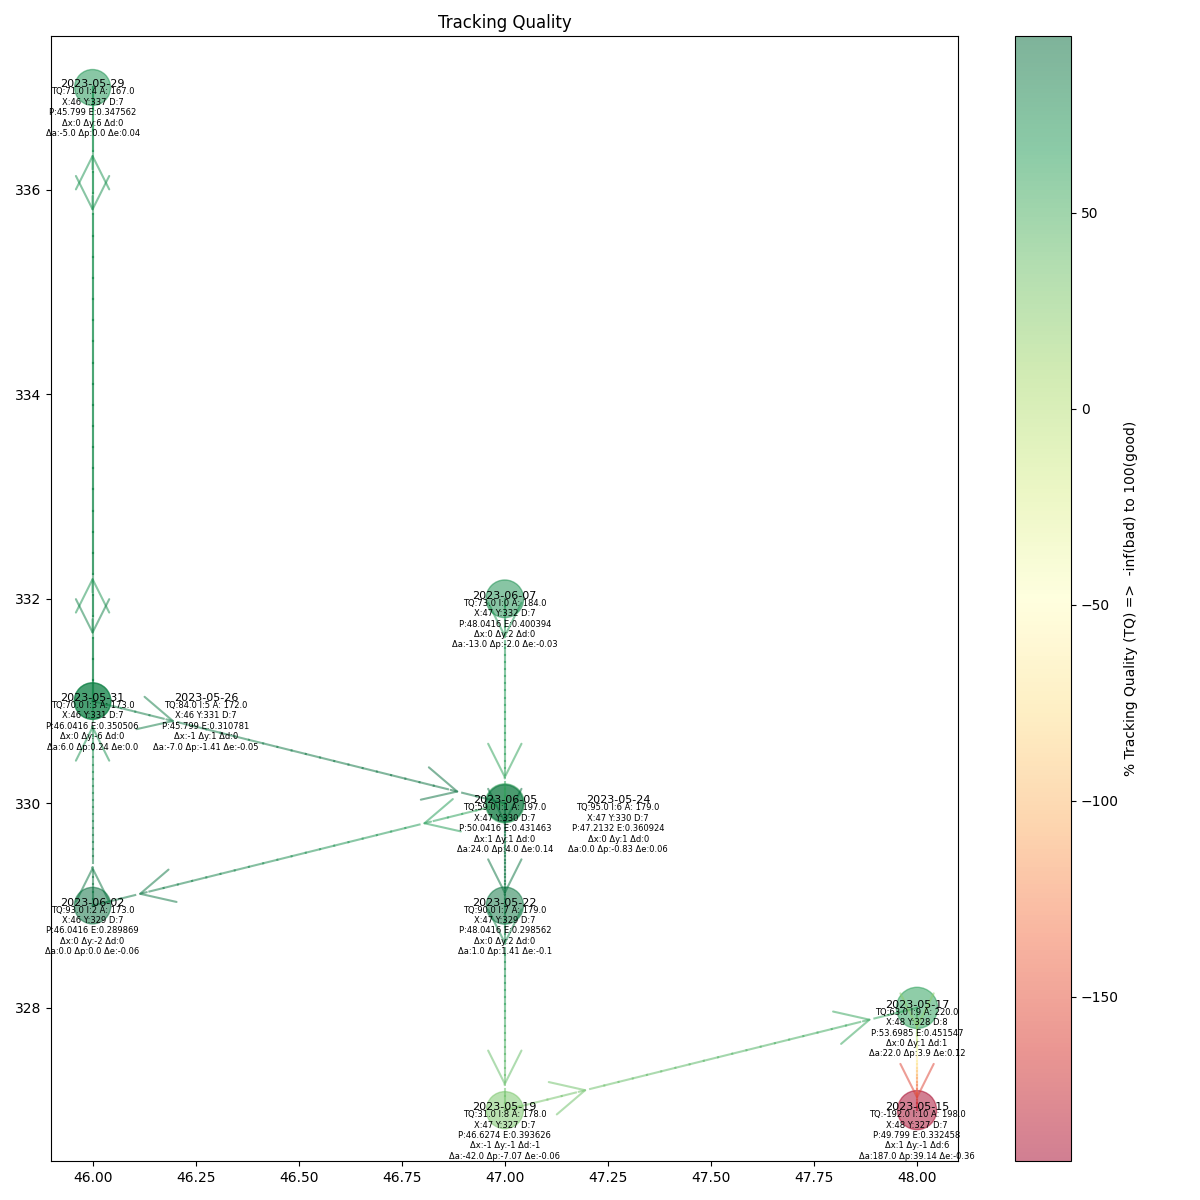 Tracking Quality
2023-05-29
TQ:71.0 I:4 A: 167.0
X:46 Y:337 D:7
P:45.799 E:0.347562
Δx:0 Δy:6 Δd:0
Δa:-5.0 Δp:0.0 Δe:0.04
2023-06-07
TQ:73.0 I:0 A: 184.0
X:47 Y:332 D:7
P:48.0416 E:0.400394
Δx:0 Δy:2 Δd:0
Δa:-13.0 Δp:-2.0 Δe:-0.03
2023-05-31
TQ:70.0 I:3 A: 173.0
X:46 Y:331 D:7
P:46.0416 E:0.350506
Δx:0 Δy:-6 Δd:0
Δa:6.0 Δp:0.24 Δe:0.0
2023-05-26
TQ:84.0 I:5 A: 172.0
X:46 Y:331 D:7
P:45.799 E:0.310781
Δx:-1 Δy:1 Δd:0
Δa:-7.0 Δp:-1.41 Δe:-0.05
2023-06-05
TQ:59.0 I:1 A: 197.0
X:47 Y:330 D:7
P:50.0416 E:0.431463
Δx:1 Δy:1 Δd:0
Δa:24.0 Δp:4.0 Δe:0.14
2023-05-24
TQ:95.0 I:6 A: 179.0
X:47 Y:330 D:7
P:47.2132 E:0.360924
Δx:0 Δy:1 Δd:0
Δa:0.0 Δp:-0.83 Δe:0.06
2023-06-02
TQ:93.0 I:2 A: 173.0
X:46 Y:329 D:7
P:46.0416 E:0.289869
Δx:0 Δy:-2 Δd:0
Δa:0.0 Δp:0.0 Δe:-0.06
2023-05-22
TQ:90.0 I:7 A: 179.0
X:47 Y:329 D:7
P:48.0416 E:0.298562
Δx:0 Δy:2 Δd:0
Δa:1.0 Δp:1.41 Δe:-0.1
2023-05-17
TQ:63.0 I:9 A: 220.0
X:48 Y:328 D:8
P:53.6985 E:0.451547
Δx:0 Δy:1 Δd:1
Δa:22.0 Δp:3.9 Δe:0.12
2023-05-19
TQ:31.0 I:8 A: 178.0
X:47 Y:327 D:7
P:46.6274 E:0.393626
Δx:-1 Δy:-1 Δd:-1
Δa:-42.0 Δp:-7.07 Δe:-0.06
2023-05-15
TQ:-192.0 I:10 A: 198.0
X:48 Y:327 D:7
P:49.799 E:0.332458
Δx:1 Δy:-1 Δd:6
Δa:187.0 Δp:39.14 Δe:-0.36
336
334
332
330
328
46.00 46.25 46.50 46.75 47.00 47.25 47.50 47.75 48.00
50
0
−50
−100
−150
% Tracking Quality (TQ) => -inf(bad) to 100(good)